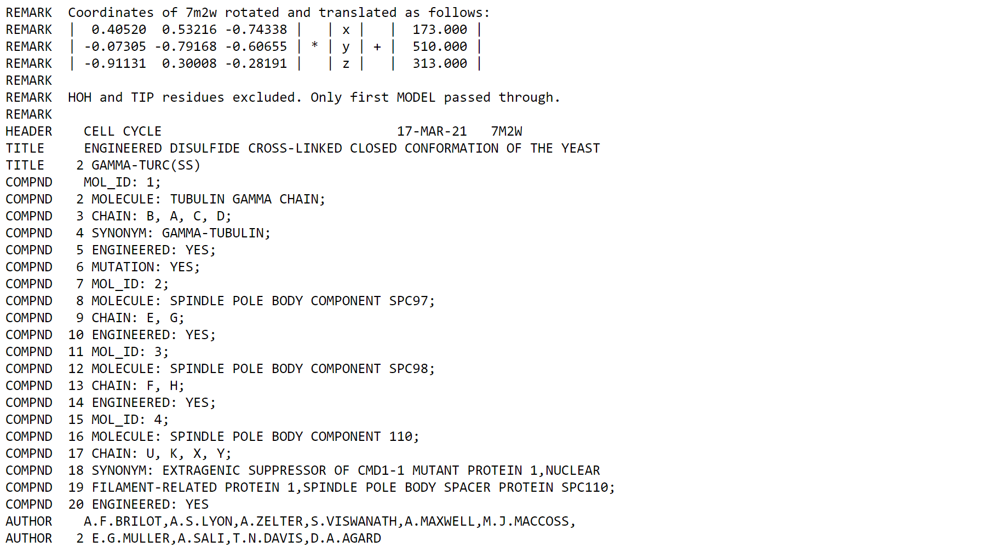 REMARK  Coordinates of 7m2w rotated and translated as follows:
REMARK  |  0.40520  0.53216 -0.74338 |   | x |   |  173.000 |
REMARK  | -0.07305 -0.79168 -0.60655 | * | y | + |  510.000 |
REMARK  | -0.91131  0.30008 -0.28191 |   | z |   |  313.000 |
REMARK
REMARK  HOH and TIP residues excluded. Only first MODEL passed through.
REMARK
HEADER    CELL CYCLE                              17-MAR-21   7M2W
TITLE     ENGINEERED DISULFIDE CROSS-LINKED CLOSED CONFORMATION OF THE YEAST
TITLE    2 GAMMA-TURC(SS)
COMPND    MOL_ID: 1;
COMPND   2 MOLECULE: TUBULIN GAMMA CHAIN;
COMPND   3 CHAIN: B, A, C, D;
COMPND   4 SYNONYM: GAMMA-TUBULIN;
COMPND   5 ENGINEERED: YES;
COMPND   6 MUTATION: YES;
COMPND   7 MOL_ID: 2;
COMPND   8 MOLECULE: SPINDLE POLE BODY COMPONENT SPC97;
COMPND   9 CHAIN: E, G;
COMPND  10 ENGINEERED: YES;
COMPND  11 MOL_ID: 3;
COMPND  12 MOLECULE: SPINDLE POLE BODY COMPONENT SPC98;
COMPND  13 CHAIN: F, H;
COMPND  14 ENGINEERED: YES;
COMPND  15 MOL_ID: 4;
COMPND  16 MOLECULE: SPINDLE POLE BODY COMPONENT 110;
COMPND  17 CHAIN: U, K, X, Y;
COMPND  18 SYNONYM: EXTRAGENIC SUPPRESSOR OF CMD1-1 MUTANT PROTEIN 1,NUCLEAR
COMPND  19 FILAMENT-RELATED PROTEIN 1,SPINDLE POLE BODY SPACER PROTEIN SPC110;
COMPND  20 ENGINEERED: YES
AUTHOR    A.F.BRILOT,A.S.LYON,A.ZELTER,S.VISWANATH,A.MAXWELL,M.J.MACCOSS,
AUTHOR   2 E.G.MULLER,A.SALI,T.N.DAVIS,D.A.AGARD